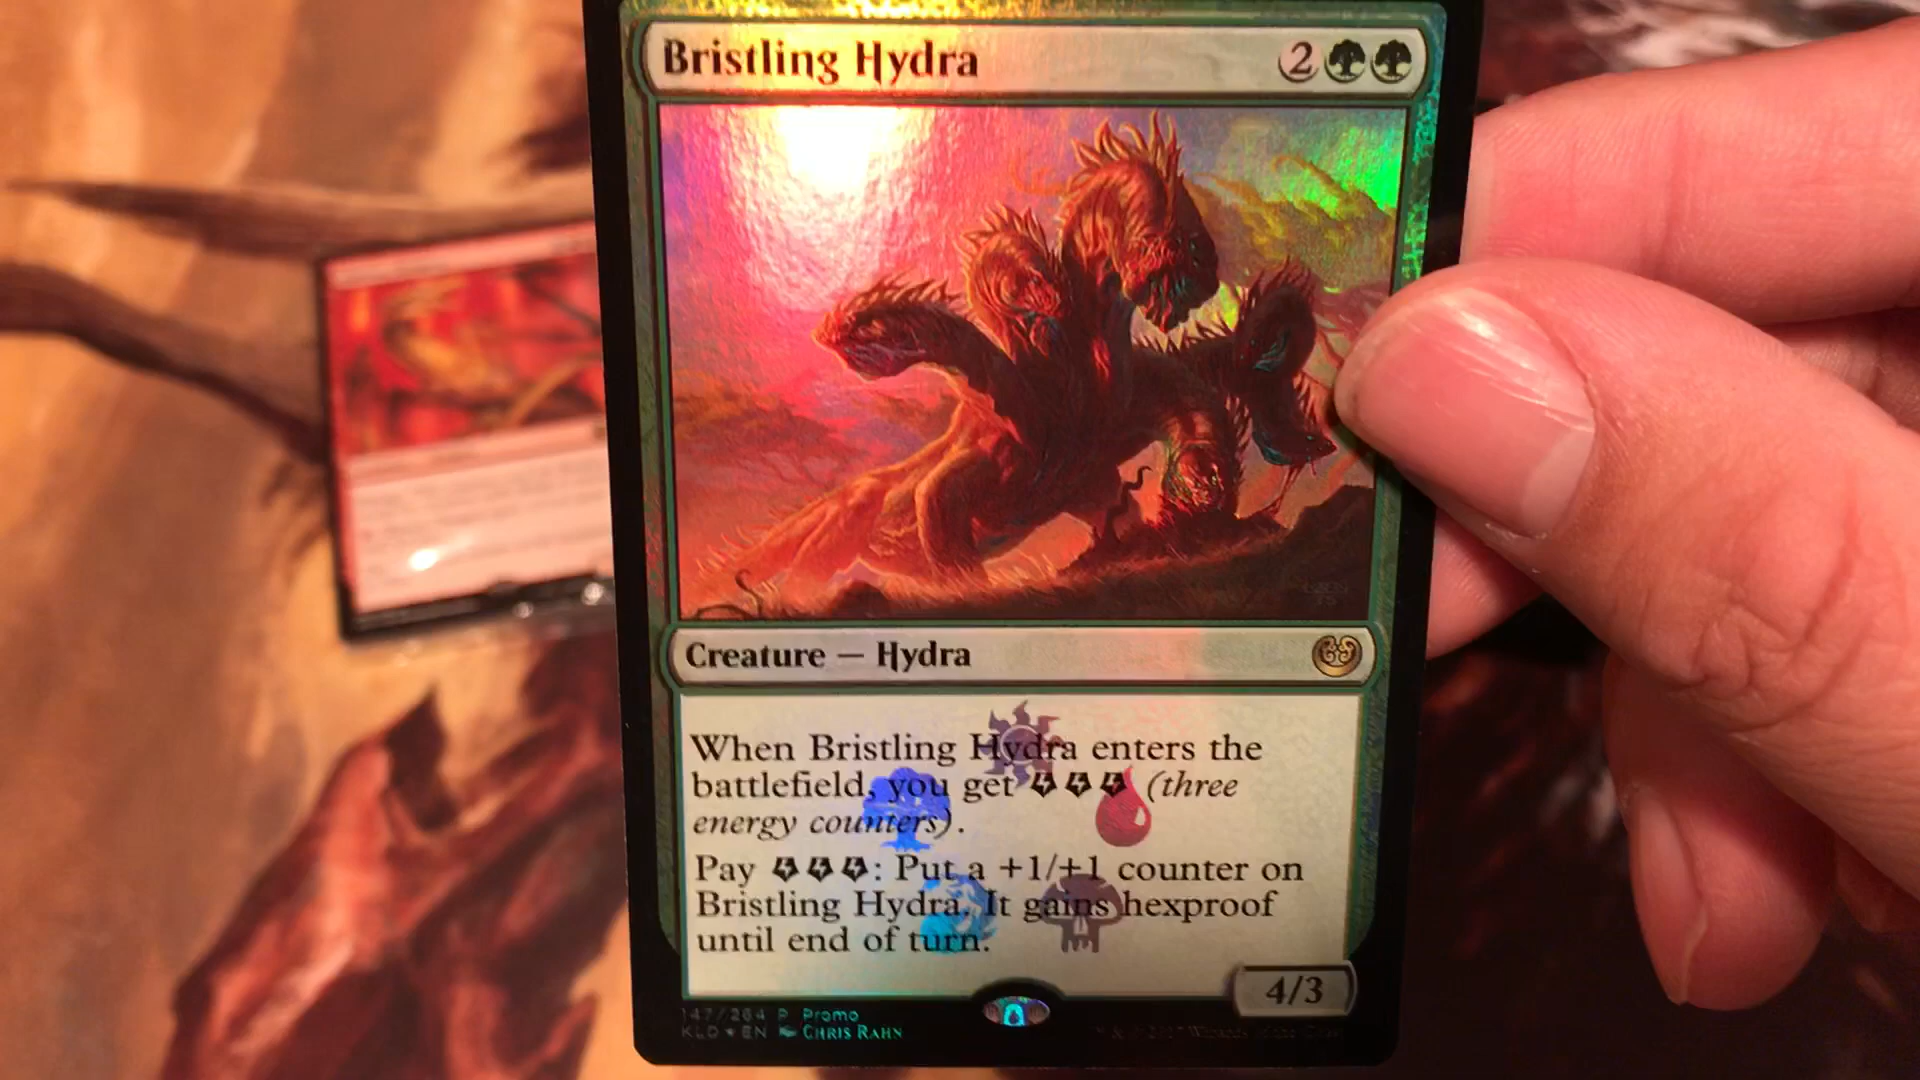 Bristling Hydra 2
Creature — Hydra
When Bristling Hydra enters the
battlefield, you get (three
energy counters).
Pay : Put a +1/+1 counter on
Bristling Hydra. It gains hexproof
until end of turn.
4/3
147/264 P Promo
KLD ★ EN Chris Rahn